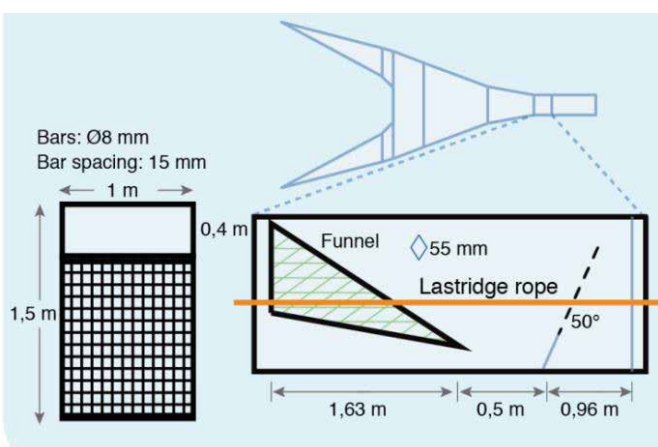 Bars: Ø8 mm
Bar spacing: 15 mm
1 m
0,4 m
1,5 m
Funnel
55 mm
Lastridge rope
50°
1,63 m
0,5 m
0,96 m